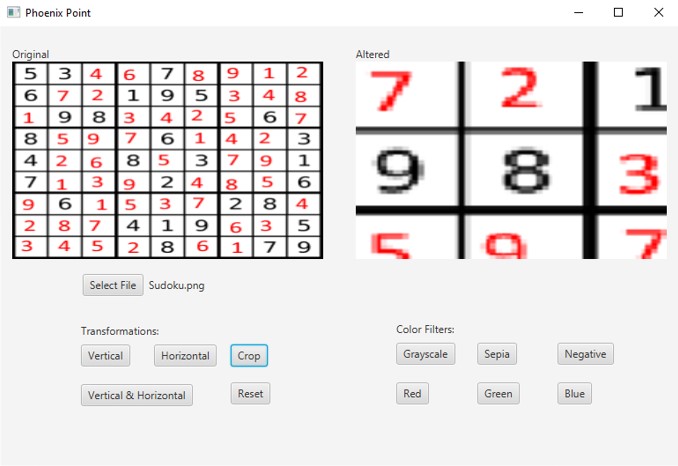 Phoenix Point
Original
Altered
5 3 4 6 7 8 9 1 2
6 7 2 1 9 5 3 4 8
1 9 8 3 4 2 5 6 7
8 5 9 7 6 1 4 2 3
4 2 6 8 5 3 7 9 1
7 1 3 9 2 4 8 5 6
9 6 1 5 3 7 2 8 4
2 8 7 4 1 9 6 3 5
3 4 5 2 8 6 1 7 9
7 2 1
9 8 3
5 9 7
Select File Sudoku.png
Transformations:
Vertical Horizontal Crop
Vertical & Horizontal Reset
Color Filters:
Grayscale Sepia Negative
Red Green Blue